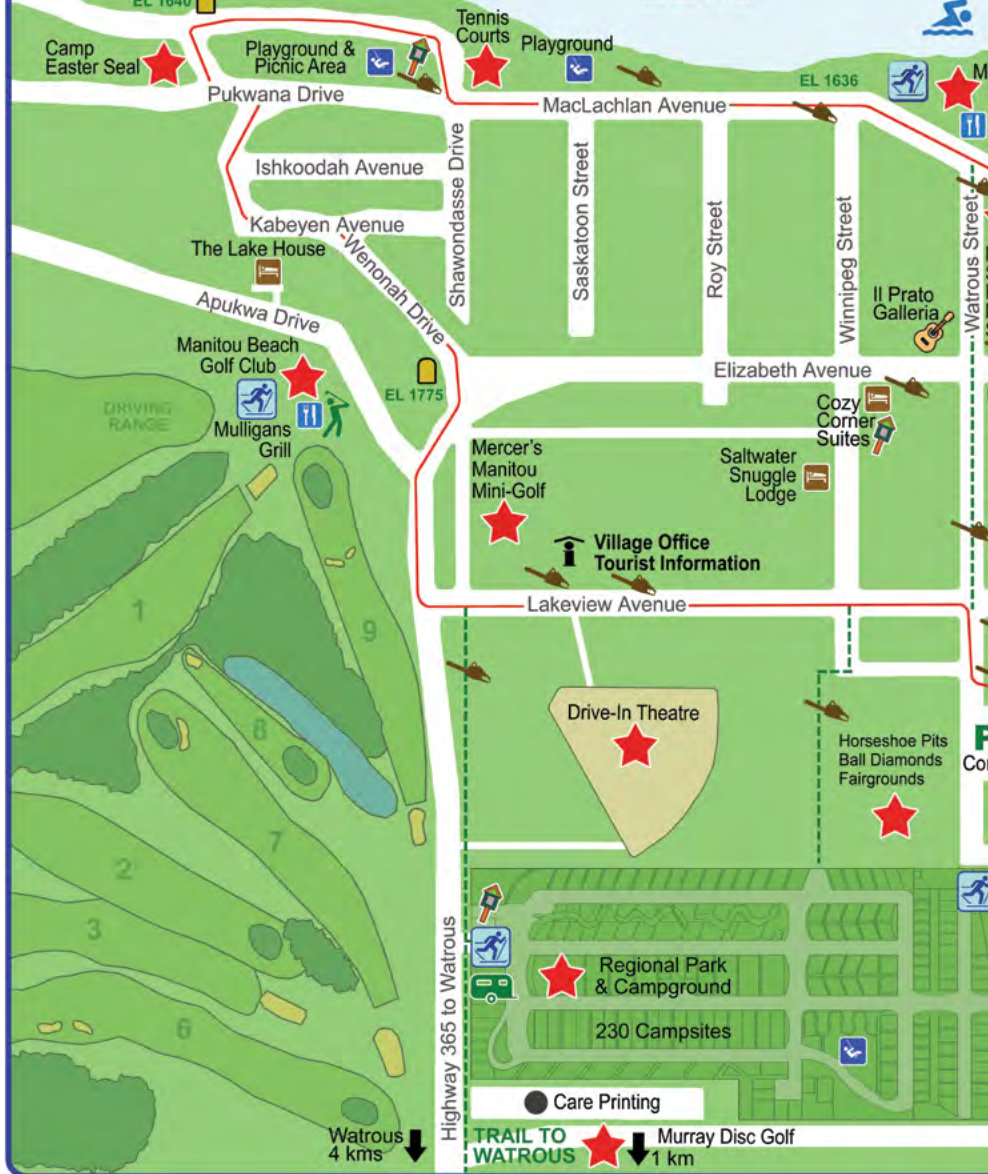 EL 1640
Camp
Easter Seal
Playground &
Picnic Area
Tennis
Courts
Playground
EL 1636
M
Pukwana Drive
MacLachlan Avenue
Ishkoodah Avenue
Kabeyen Avenue
Wenonah Drive
Shawondasse Drive
Saskatoon Street
Roy Street
Winnipeg Street
Watrous Street
The Lake House
Apukwa Drive
Il Prato
Galleria
Manitou Beach
Golf Club
Mulligans
Grill
EL 1775
DRIVING
RANGE
Elizabeth Avenue
Cozy
Corner
Suites
Saltwater
Snuggle
Lodge
Mercer's
Manitou
Mini-Golf
Village Office
Tourist Information
Lakeview Avenue
1
9
8
7
2
3
6
Drive-In Theatre
Horseshoe Pits
Ball Diamonds
Fairgrounds
P
Cor
Highway 365 to Watrous
Regional Park
& Campground
230 Campsites
Care Printing
Watrous
4 kms
TRAIL TO
WATROUS
Murray Disc Golf
1 km